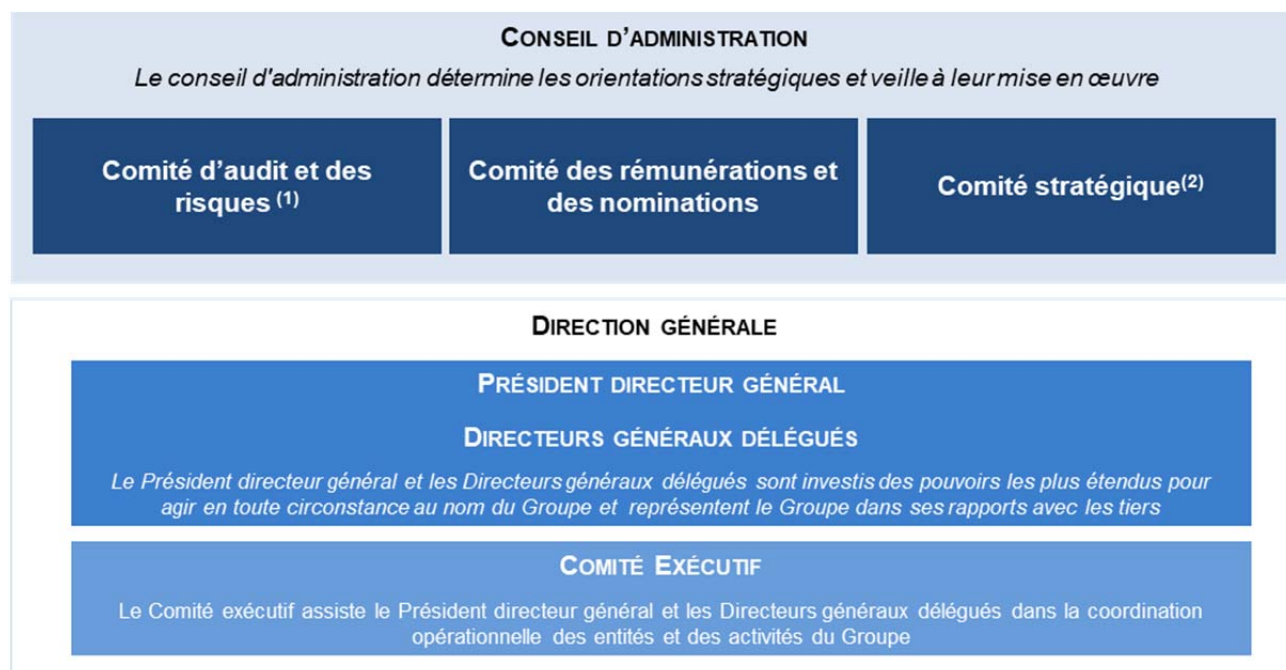 CONSEIL D’ADMINISTRATION
Le conseil d'administration détermine les orientations stratégiques et veille à leur mise en œuvre
Comité d’audit et des
risques (1)
Comité des rémunérations et
des nominations
Comité stratégique(2)
DIRECTION GÉNÉRALE
PRÉSIDENT DIRECTEUR GÉNÉRAL
DIRECTEURS GÉNÉRAUX DÉLÉGUÉS
Le Président directeur général et les Directeurs généraux délégués sont investis des pouvoirs les plus étendus pour
agir en toute circonstance au nom du Groupe et représentent le Groupe dans ses rapports avec les tiers
COMITÉ EXÉCUTIF
Le Comité exécutif assiste le Président directeur général et les Directeurs généraux délégués dans la coordination
opérationnelle des entités et des activités du Groupe